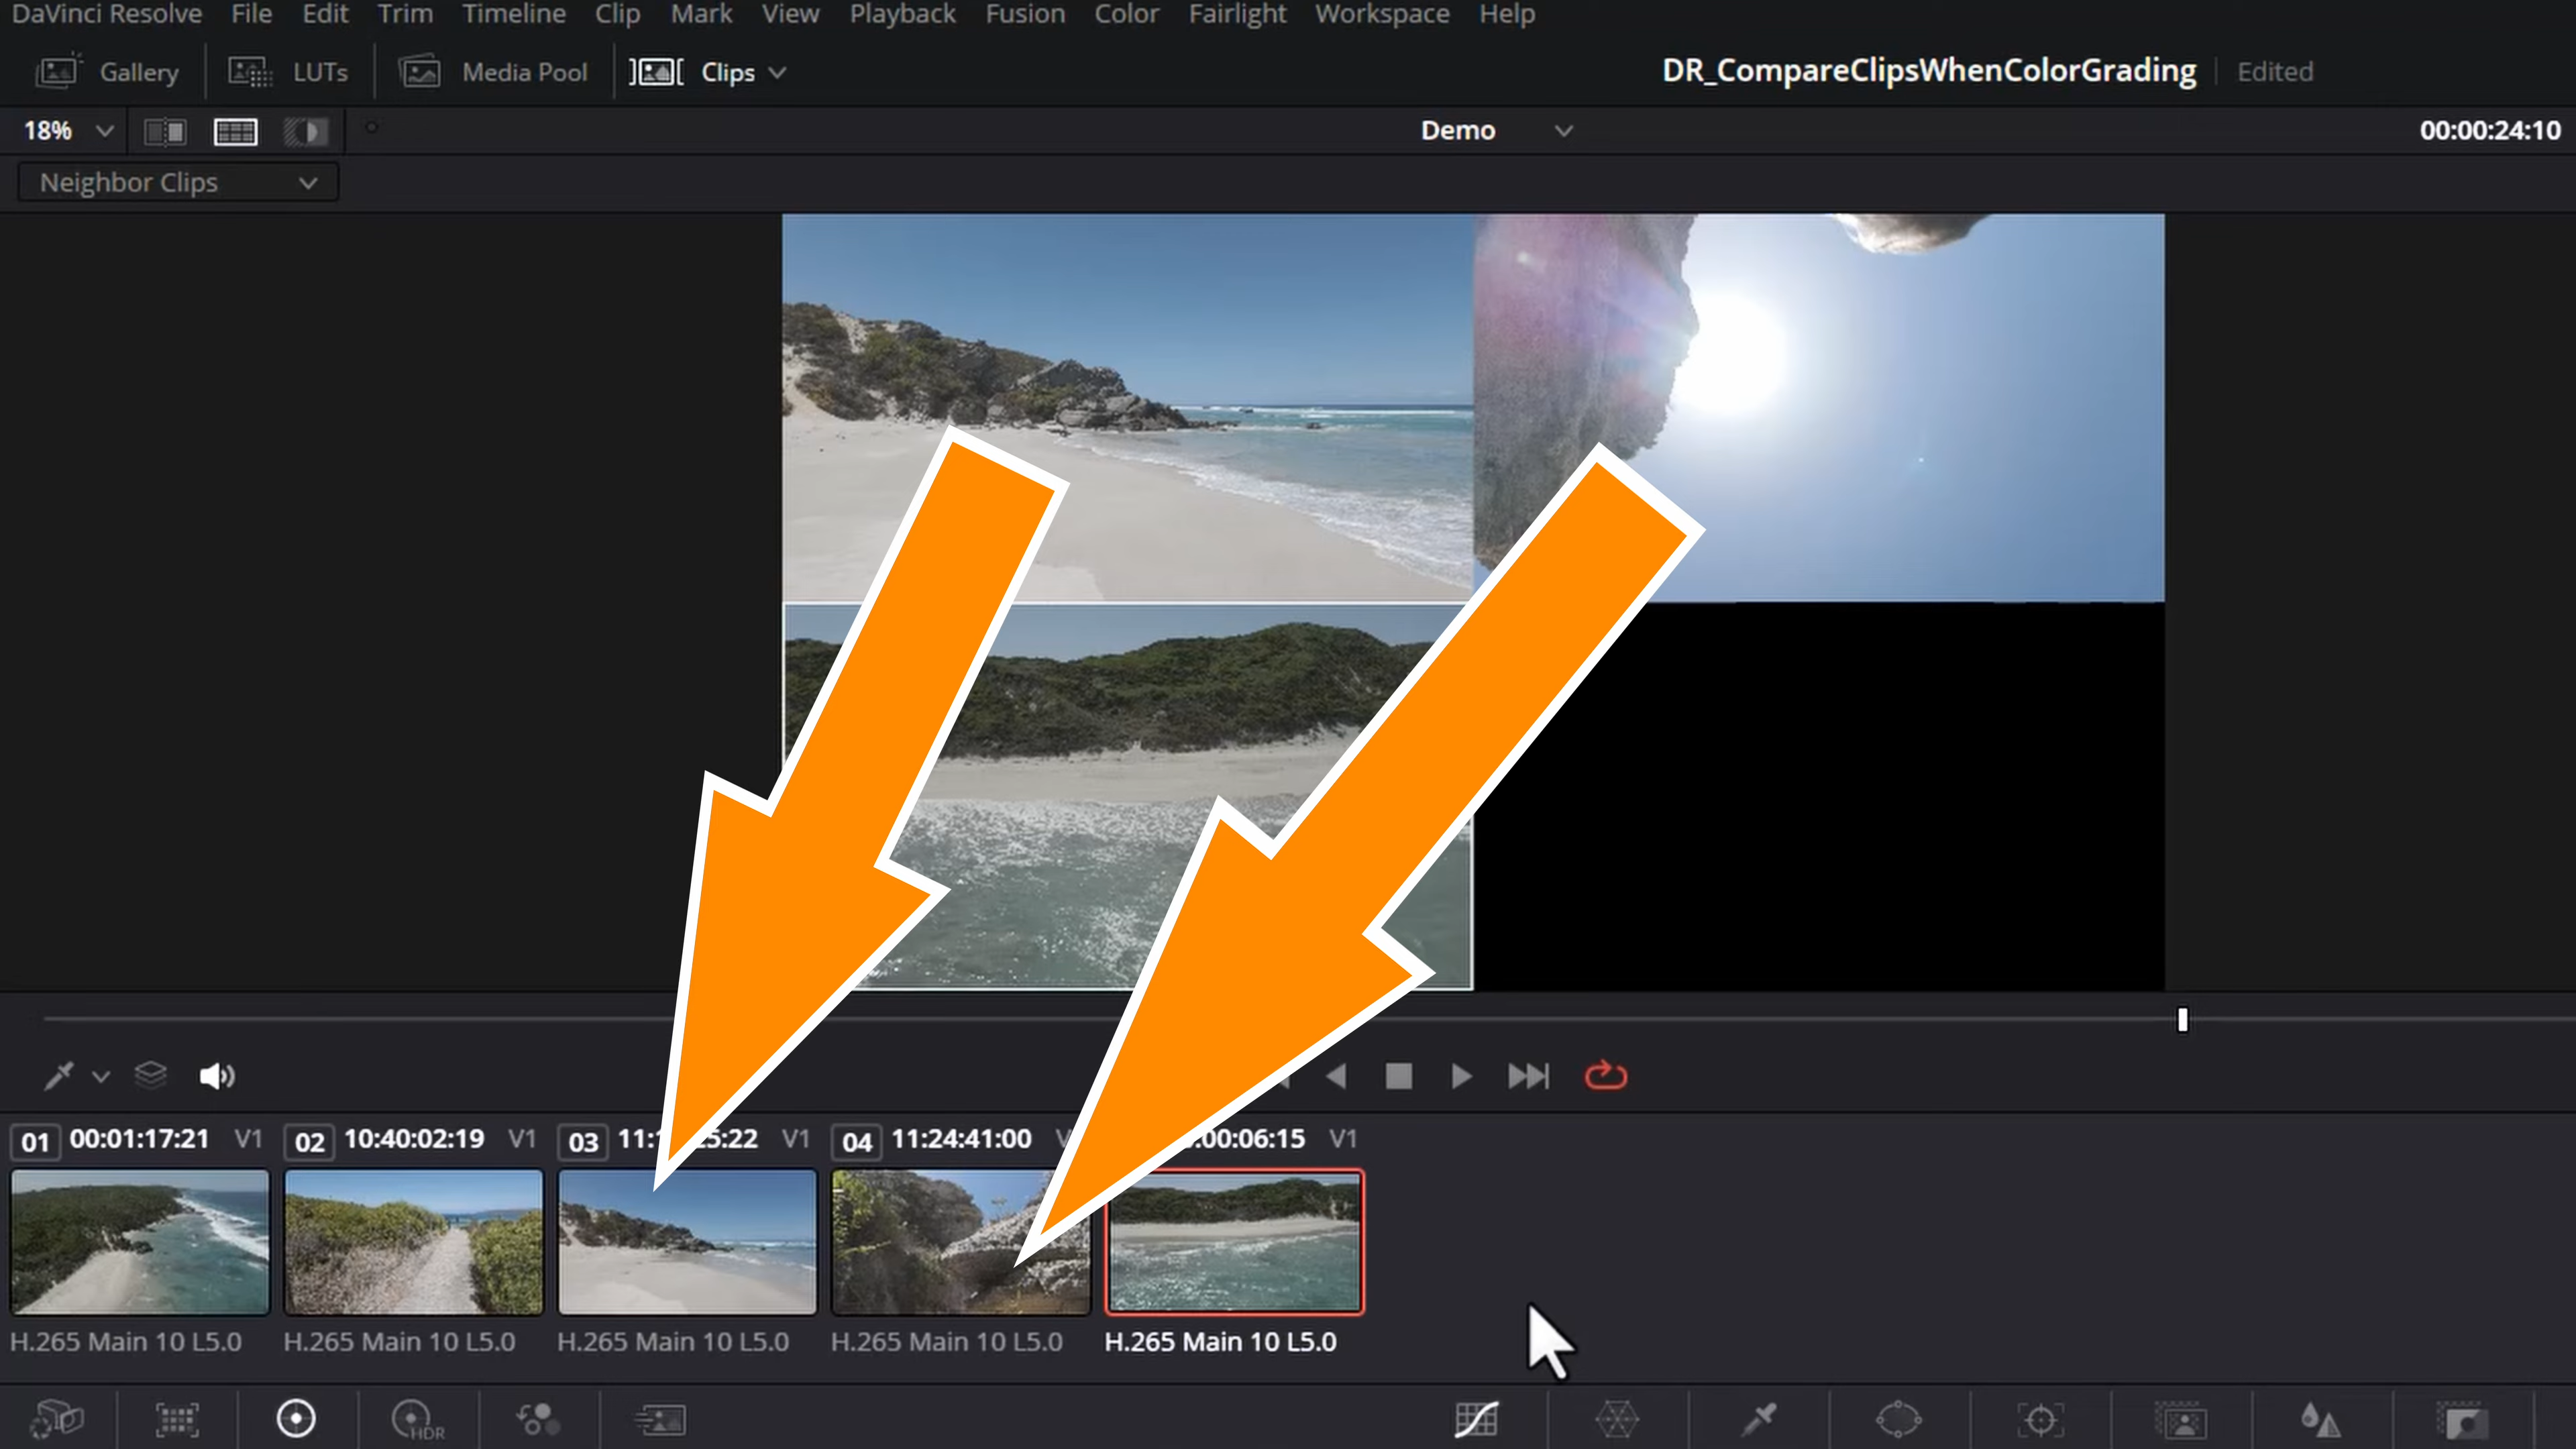 DaVinci Resolve File Edit Trim Timeline Clip Mark View Playback Fusion Color Fairlight Workspace Help
Gallery LUTs Media Pool Clips DR_CompareClipsWhenColorGrading Edited
18% Demo 00:00:24:10
Neighbor Clips
01 00:01:17:21 V1 02 10:40:02:19 V1 03 V1 04 11:24:41:00 00:06:15 V1
H.265 Main 10 L5.0 H.265 Main 10 L5.0 H.265 Main 10 L5.0 H.265 Main 10 L5.0 H.265 Main 10 L5.0
HDR